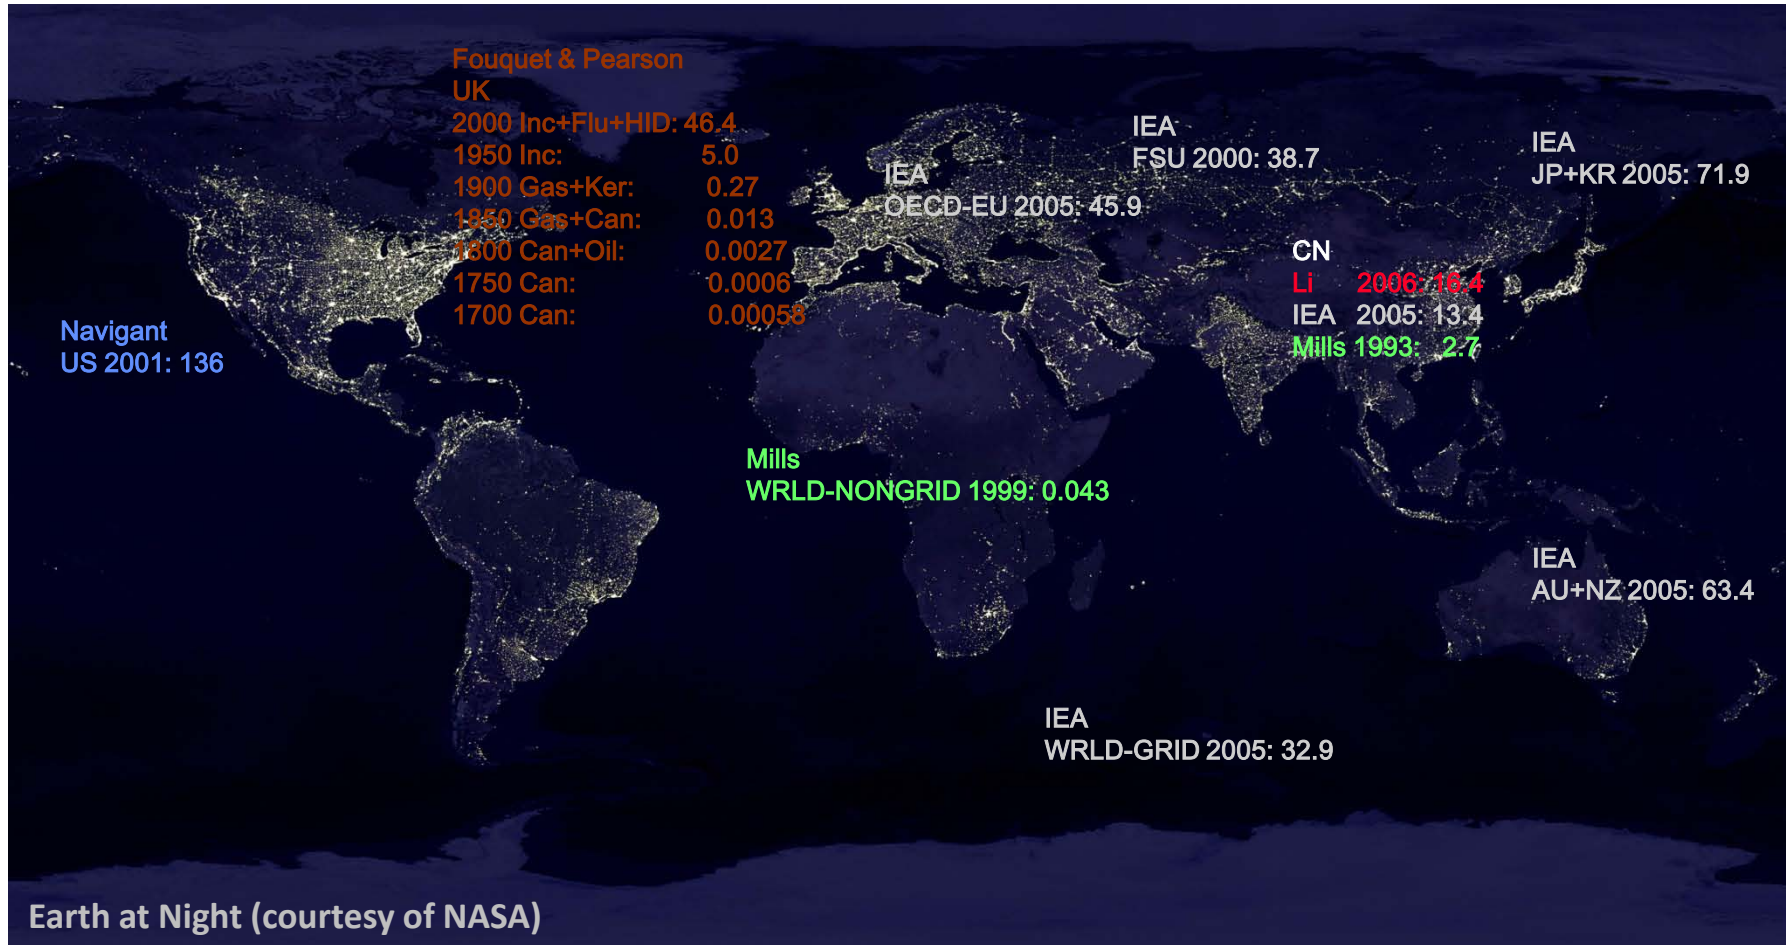 Fouquet & Pearson
UK
2000 Inc+Flu+HID: 46.4
1950 Inc: 5.0
1900 Gas+Ker: 0.27
1850 Gas+Can: 0.013
1800 Can+Oil: 0.0027
1750 Can: 0.0006
1700 Can: 0.00058
IEA
FSU 2000: 38.7
IEA
JP+KR 2005: 71.9
IEA
OECD-EU 2005: 45.9
CN
Li 2006: 16.4
IEA 2005: 13.4
Mills 1993: 2.7
Navigant
US 2001: 136
Mills
WRLD-NONGRID 1999: 0.043
IEA
AU+NZ 2005: 63.4
IEA
WRLD-GRID 2005: 32.9
Earth at Night (courtesy of NASA)